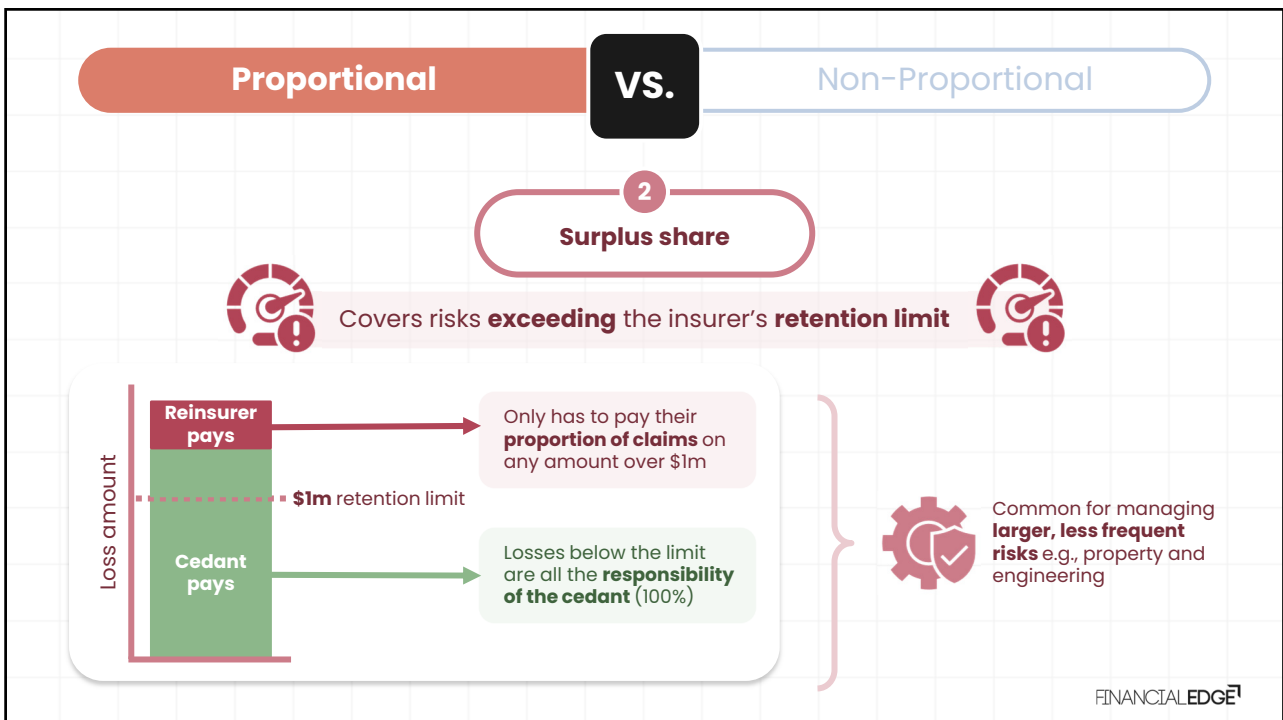 Proportional
VS.
Non-Proportional
2
Surplus share
Covers risks exceeding the insurer’s retention limit
Loss amount
Reinsurer
pays
Only has to pay their
proportion of claims on
any amount over $1m
$1m retention limit
Cedant
pays
Losses below the limit
are all the responsibility
of the cedant (100%)
Common for managing
larger, less frequent
risks e.g., property and
engineering
FINANCIALEDGE